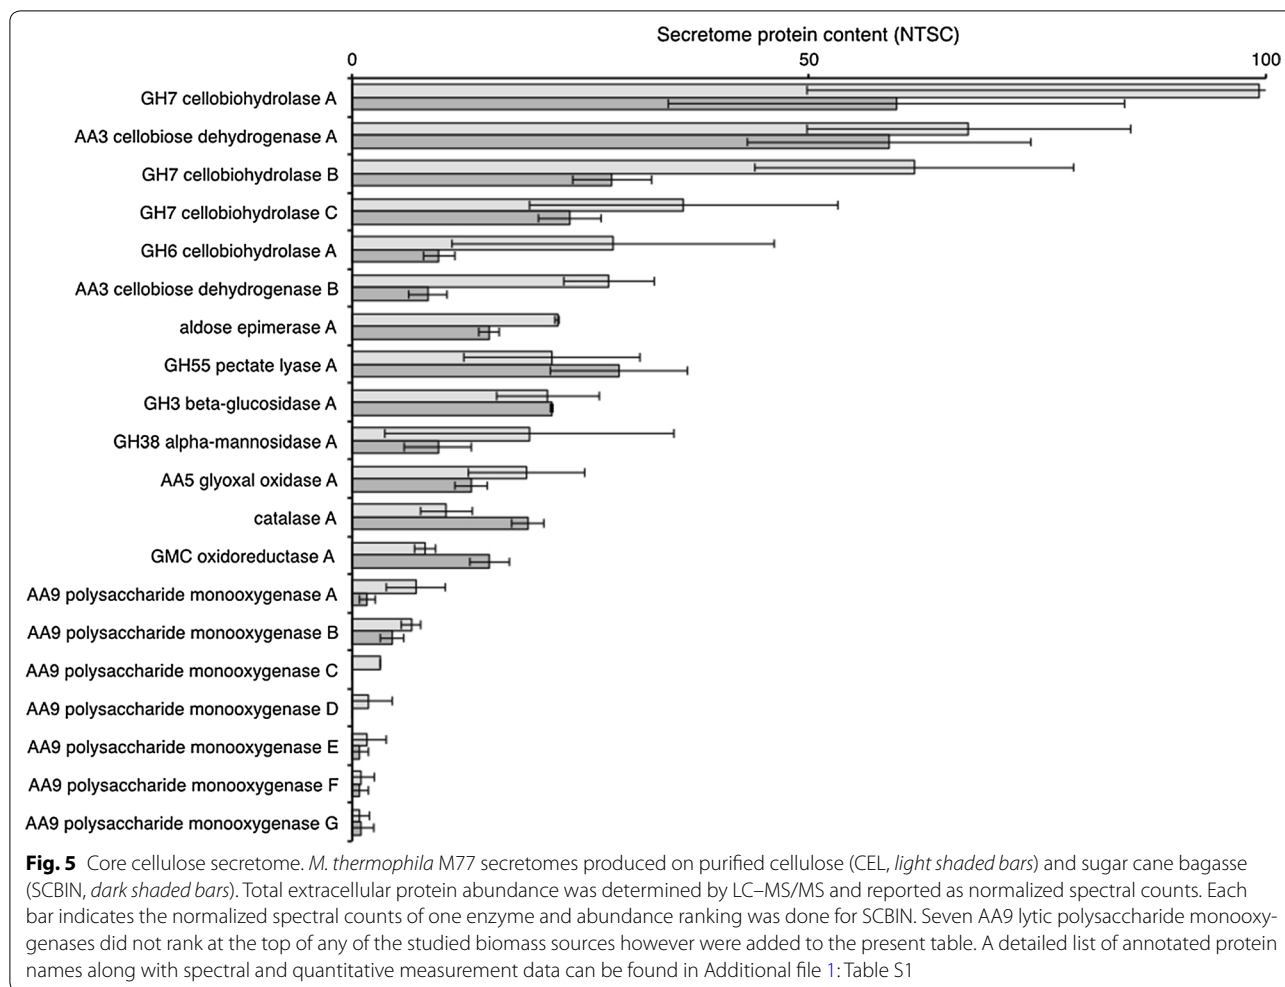 Secretome protein content (NTSC)
0 50 100
GH7 cellobiohydrolase A
AA3 cellobiose dehydrogenase A
GH7 cellobiohydrolase B
GH7 cellobiohydrolase C
GH6 cellobiohydrolase A
AA3 cellobiose dehydrogenase B
aldose epimerase A
GH55 pectate lyase A
GH3 beta-glucosidase A
GH38 alpha-mannosidase A
AA5 glyoxal oxidase A
catalase A
GMC oxidoreductase A
AA9 polysaccharide monooxygenase A
AA9 polysaccharide monooxygenase B
AA9 polysaccharide monooxygenase C
AA9 polysaccharide monooxygenase D
AA9 polysaccharide monooxygenase E
AA9 polysaccharide monooxygenase F
AA9 polysaccharide monooxygenase G
Fig. 5 Core cellulose secretome. M. thermophila M77 secretomes produced on purified cellulose (CEL, light shaded bars) and sugar cane bagasse
(SCBIN, dark shaded bars). Total extracellular protein abundance was determined by LC–MS/MS and reported as normalized spectral counts. Each
bar indicates the normalized spectral counts of one enzyme and abundance ranking was done for SCBIN. Seven AA9 lytic polysaccharide monooxy-
genases did not rank at the top of any of the studied biomass sources however were added to the present table. A detailed list of annotated protein
names along with spectral and quantitative measurement data can be found in Additional file 1: Table S1